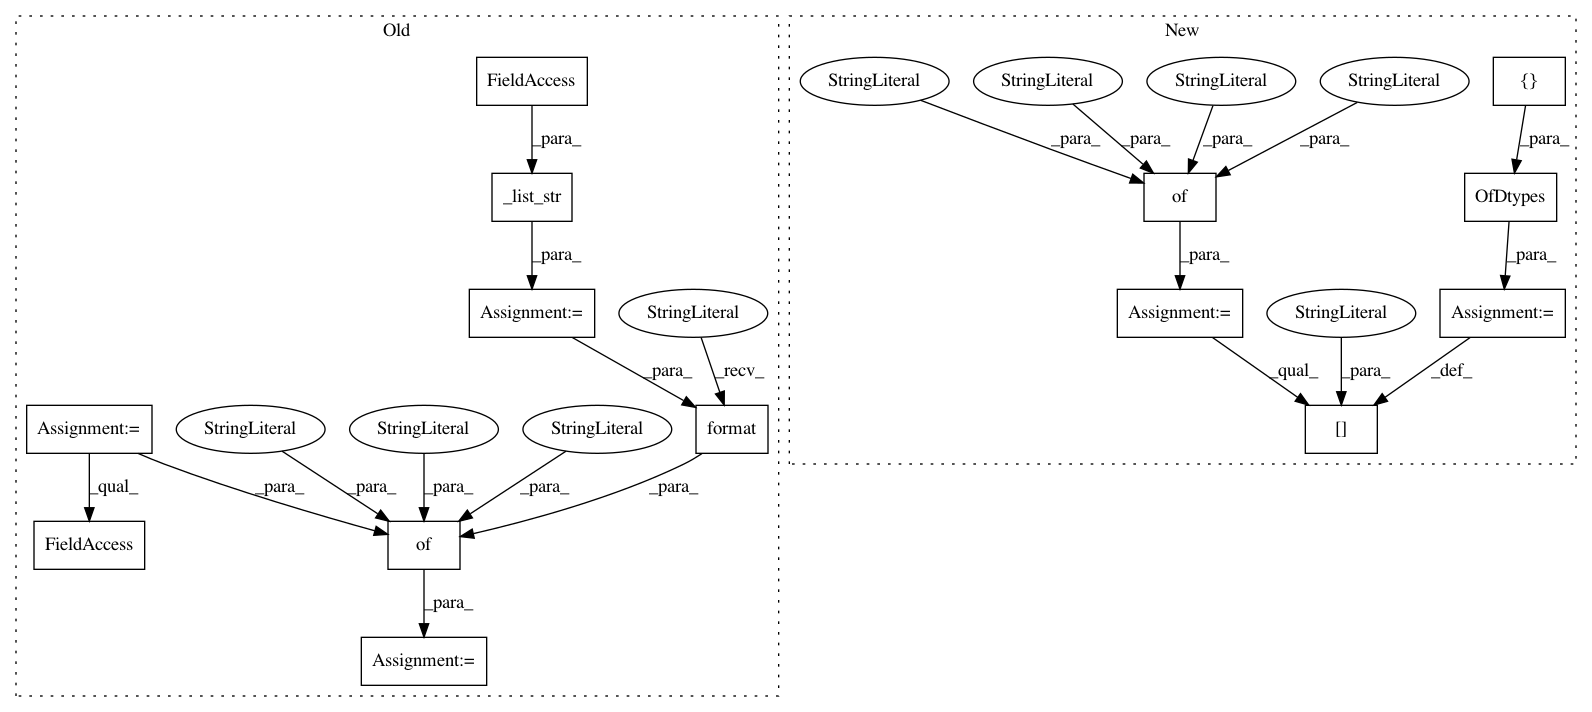 Old
New
FieldAccess
StringLiteral
StringLiteral
StringLiteral
StringLiteral
{}
_para_
_para_
_para_
_para_
_para_
_para_
_list_str
of
OfDtypes
_para_
_para_
_para_
Assignment:=
StringLiteral
Assignment:=
StringLiteral
Assignment:=
_para_
_recv_
_qual_
_para_
_def_
Assignment:=
StringLiteral
StringLiteral
StringLiteral
format
[]
_qual_
_para_
_para_
_para_
_para_
_para_
FieldAccess
of
_para_
Assignment:=